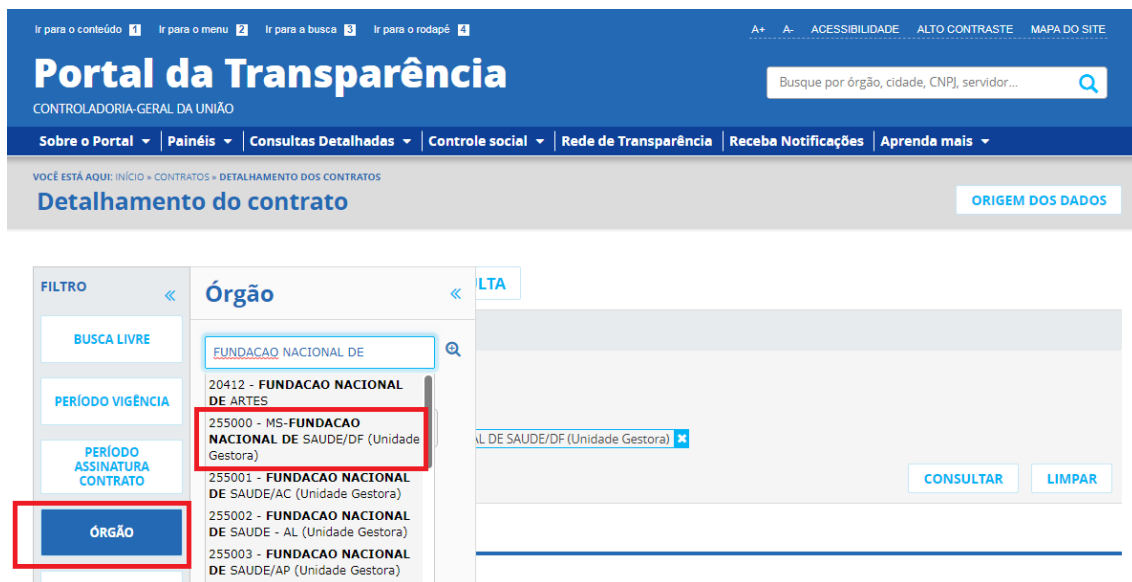 Ir para o conteúdo 1 Ir para o menu 2 Ir para a busca 3 Ir para o rodapé 4
A+ A- ACESSIBILIDADE ALTO CONTRASTE MAPA DO SITE
Portal da Transparência
Busque por órgão, cidade, CNPJ, servidor...
CONTROLADORIA-GERAL DA UNIÃO
Sobre o Portal Painéis Consultas Detalhadas Controle social Rede de Transparência Receba Notificações Aprenda mais
VOCÊ ESTÁ AQUI: INÍCIO » CONTRATOS » DETALHAMENTO DOS CONTRATOS
Detalhamento do contrato
ORIGEM DOS DADOS
FILTRO
BUSCA LIVRE
PERÍODO VIGÊNCIA
PERÍODO
ASSINATURA
CONTRATO
ÓRGÃO
Órgão
FUNDACAO NACIONAL DE
20412 - FUNDACAO NACIONAL
DE ARTES
255000 - MS-FUNDACAO
NACIONAL DE SAUDE/DF (Unidade
Gestora)
255001 - FUNDACAO NACIONAL
DE SAUDE/AC (Unidade Gestora)
255002 - FUNDACAO NACIONAL
DE SAUDE - AL (Unidade Gestora)
255003 - FUNDACAO NACIONAL
DE SAUDE/AP (Unidade Gestora)
LTA
L DE SAUDE/DF (Unidade Gestora)
CONSULTAR LIMPAR